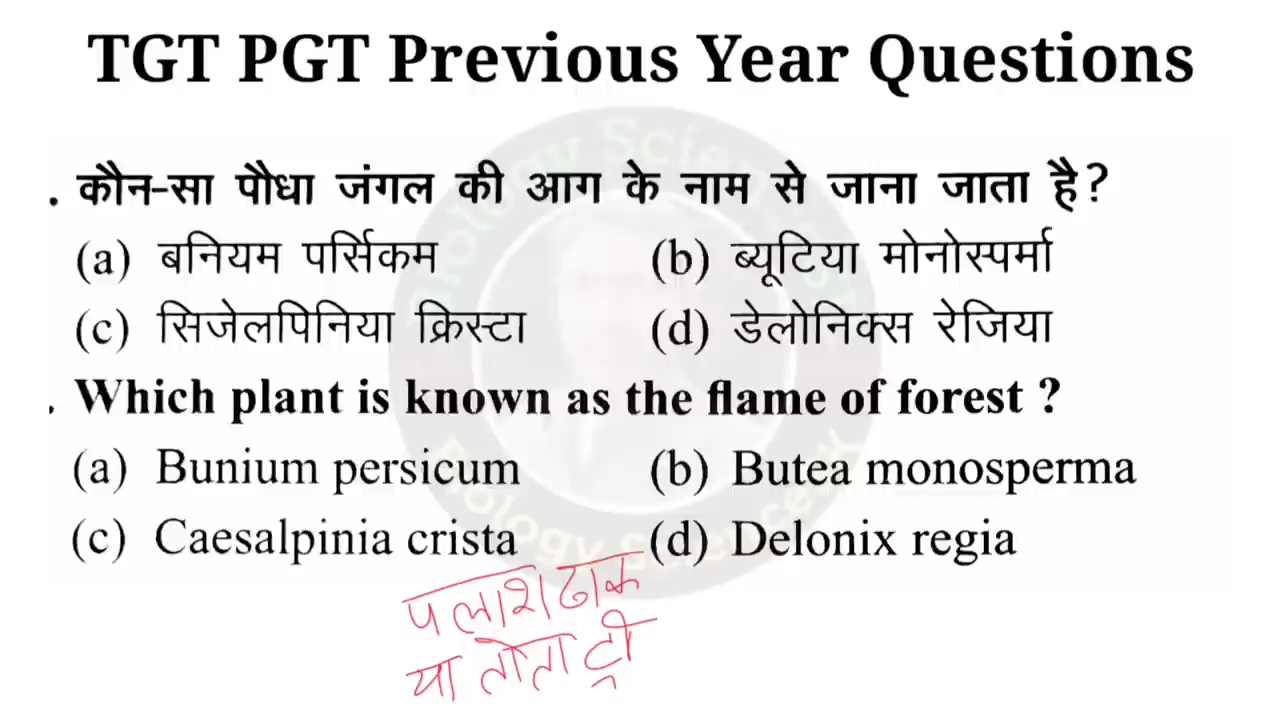 TGT PGT Previous Year Questions
. कौन-सा पौधा जंगल की आग के नाम से जाना जाता है?
(a) बनियम पर्सिकम (b) ब्यूटिया मोनोस्पर्मा
(c) सिजेलपिनिया क्रिस्टा (d) डेलोनिक्स रेजिया
. Which plant is known as the flame of forest ?
(a) Bunium persicum (b) Butea monosperma
(c) Caesalpinia crista (d) Delonix regia
पलाश ढाक
या तोता ट्री